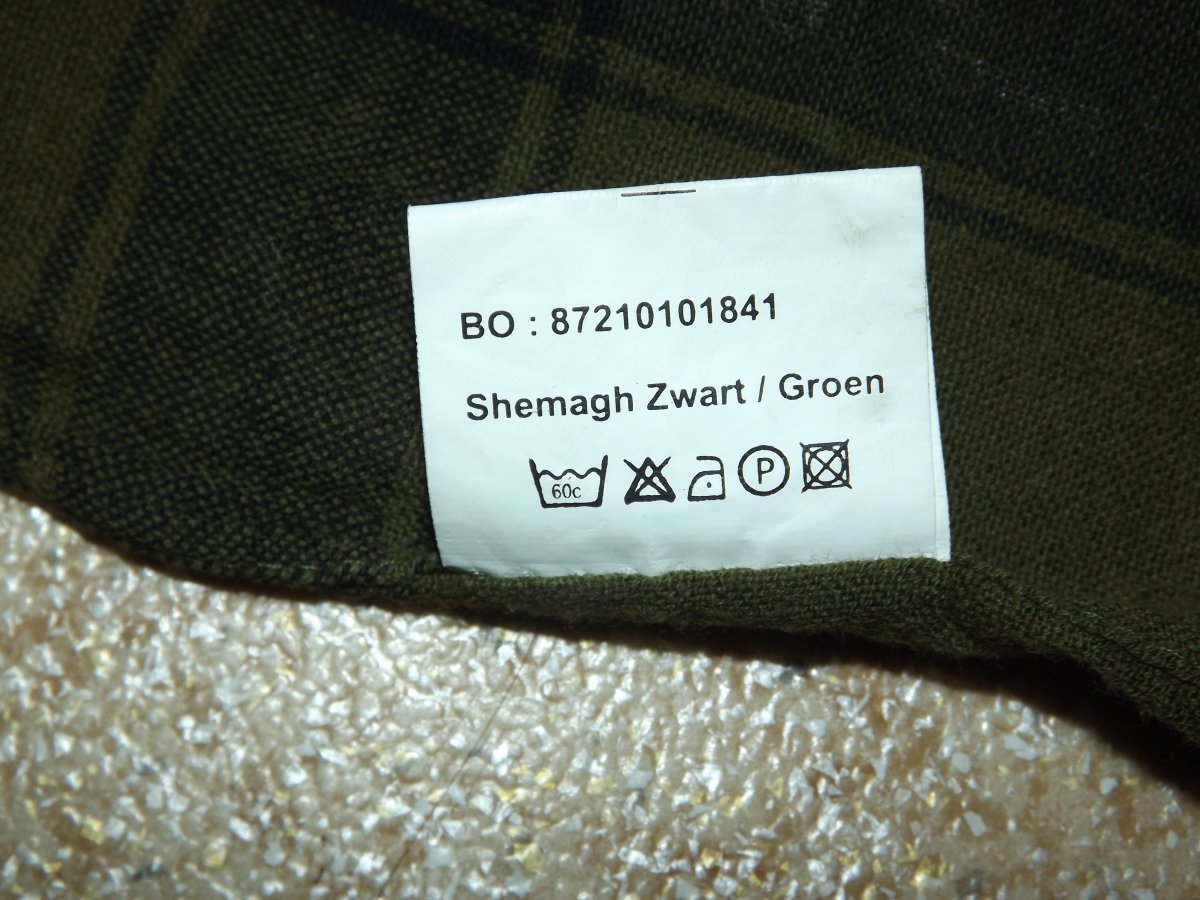 BO : 87210101841
Shemagh Zwart / Groen
60c P